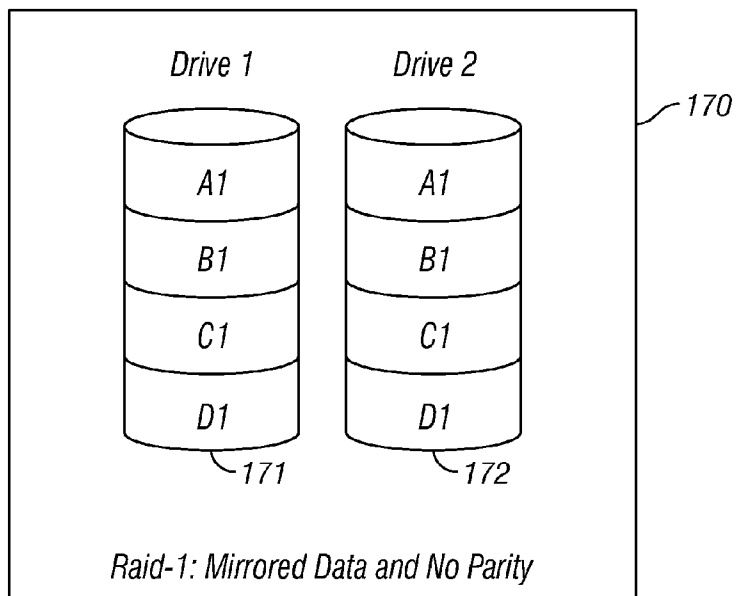 Drive 1 Drive 2
170
A1 A1
B1 B1
C1 C1
D1 D1
171 172
Raid-1: Mirrored Data and No Parity